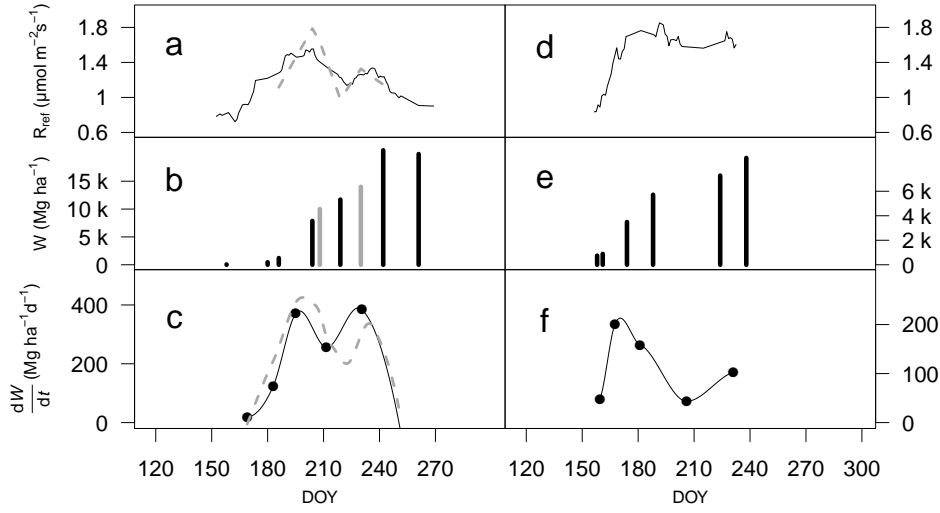 R_ref (µmol m⁻²s⁻¹)
1.8
1.4
1
0.6
a
d
1.8
1.4
1
0.6
W (Mg ha⁻¹)
15 k
10 k
5 k
0
b
e
6 k
4 k
2 k
0
dW/dt (Mg ha⁻¹d⁻¹)
400
200
0
c
f
200
100
0
120 150 180 210 240 270
120 150 180 210 240 270 300
DOY
DOY